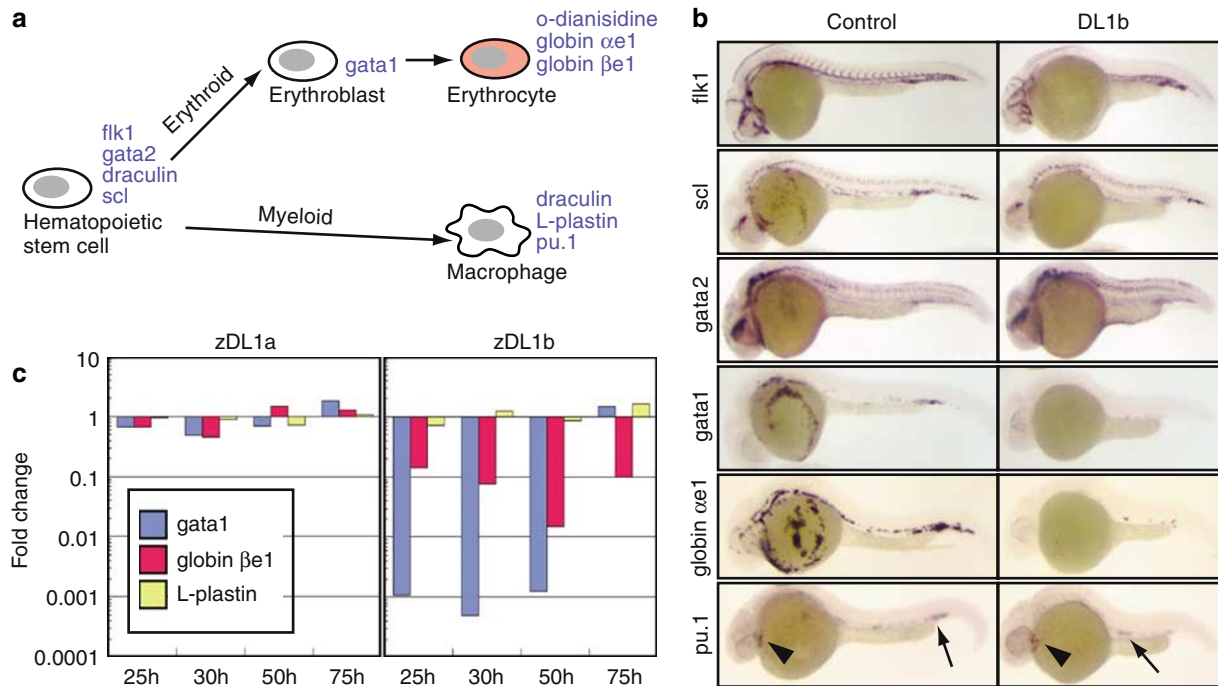 a
o-dianisidine
globin αe1
globin βe1
gata1
Erythroid
Erythroblast
Erythrocyte
flk1
gata2
draculin
scl
Hematopoietic
stem cell
Myeloid
draculin
L-plastin
pu.1
Macrophage
b
Control
DL1b
flk1
scl
gata2
gata1
globin αe1
pu.1
c
zDL1a
zDL1b
Fold change
10
1
0.1
0.01
0.001
0.0001
gata1
globin βe1
L-plastin
25h 30h 50h 75h 25h 30h 50h 75h